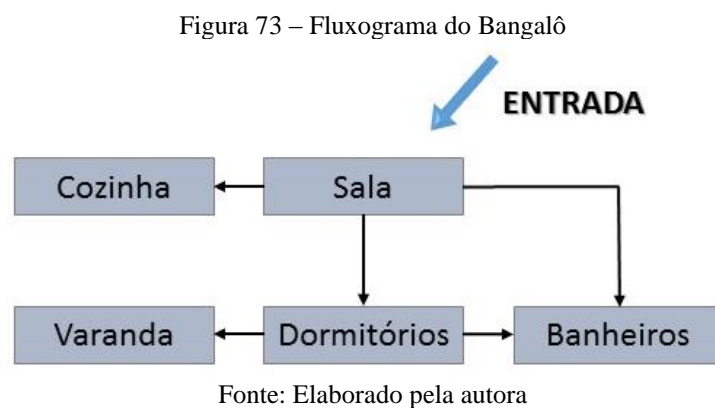 Figura 73 – Fluxograma do Bangalô
ENTRADA
Cozinha
Sala
Varanda
Dormitórios
Banheiros
Fonte: Elaborado pela autora